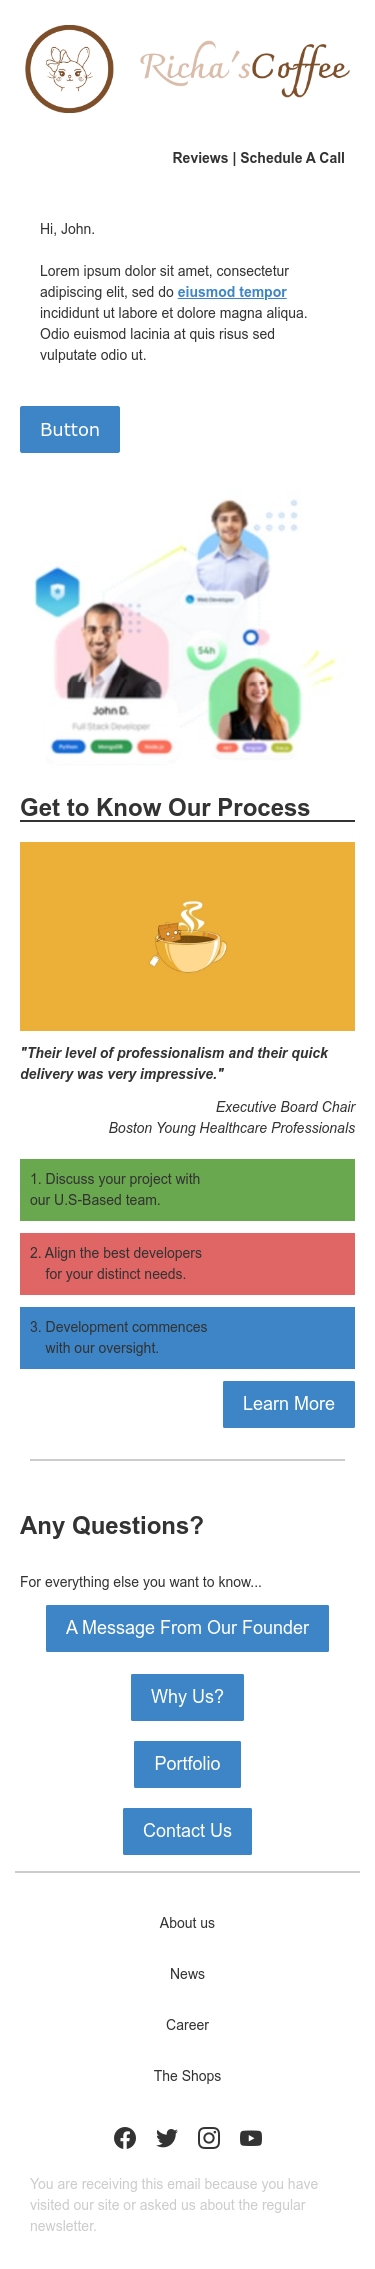 Richa'sCoffee
Reviews | Schedule A Call
Hi, John.
Lorem ipsum dolor sit amet, consectetur
adipiscing elit, sed do eiusmod tempor
incididunt ut labore et dolore magna aliqua.
Odio euismod lacinia at quis risus sed
vulputate odio ut.
Button
Web Developer
54h
John D.
Full Stack Developer
Python MongoDB Node.js
.NET Angular Vue.js
Get to Know Our Process
"Their level of professionalism and their quick
delivery was very impressive."
Executive Board Chair
Boston Young Healthcare Professionals
1. Discuss your project with
our U.S-Based team.
2. Align the best developers
for your distinct needs.
3. Development commences
with our oversight.
Learn More
Any Questions?
For everything else you want to know...
A Message From Our Founder
Why Us?
Portfolio
Contact Us
About us
News
Career
The Shops
You are receiving this email because you have
visited our site or asked us about the regular
newsletter.